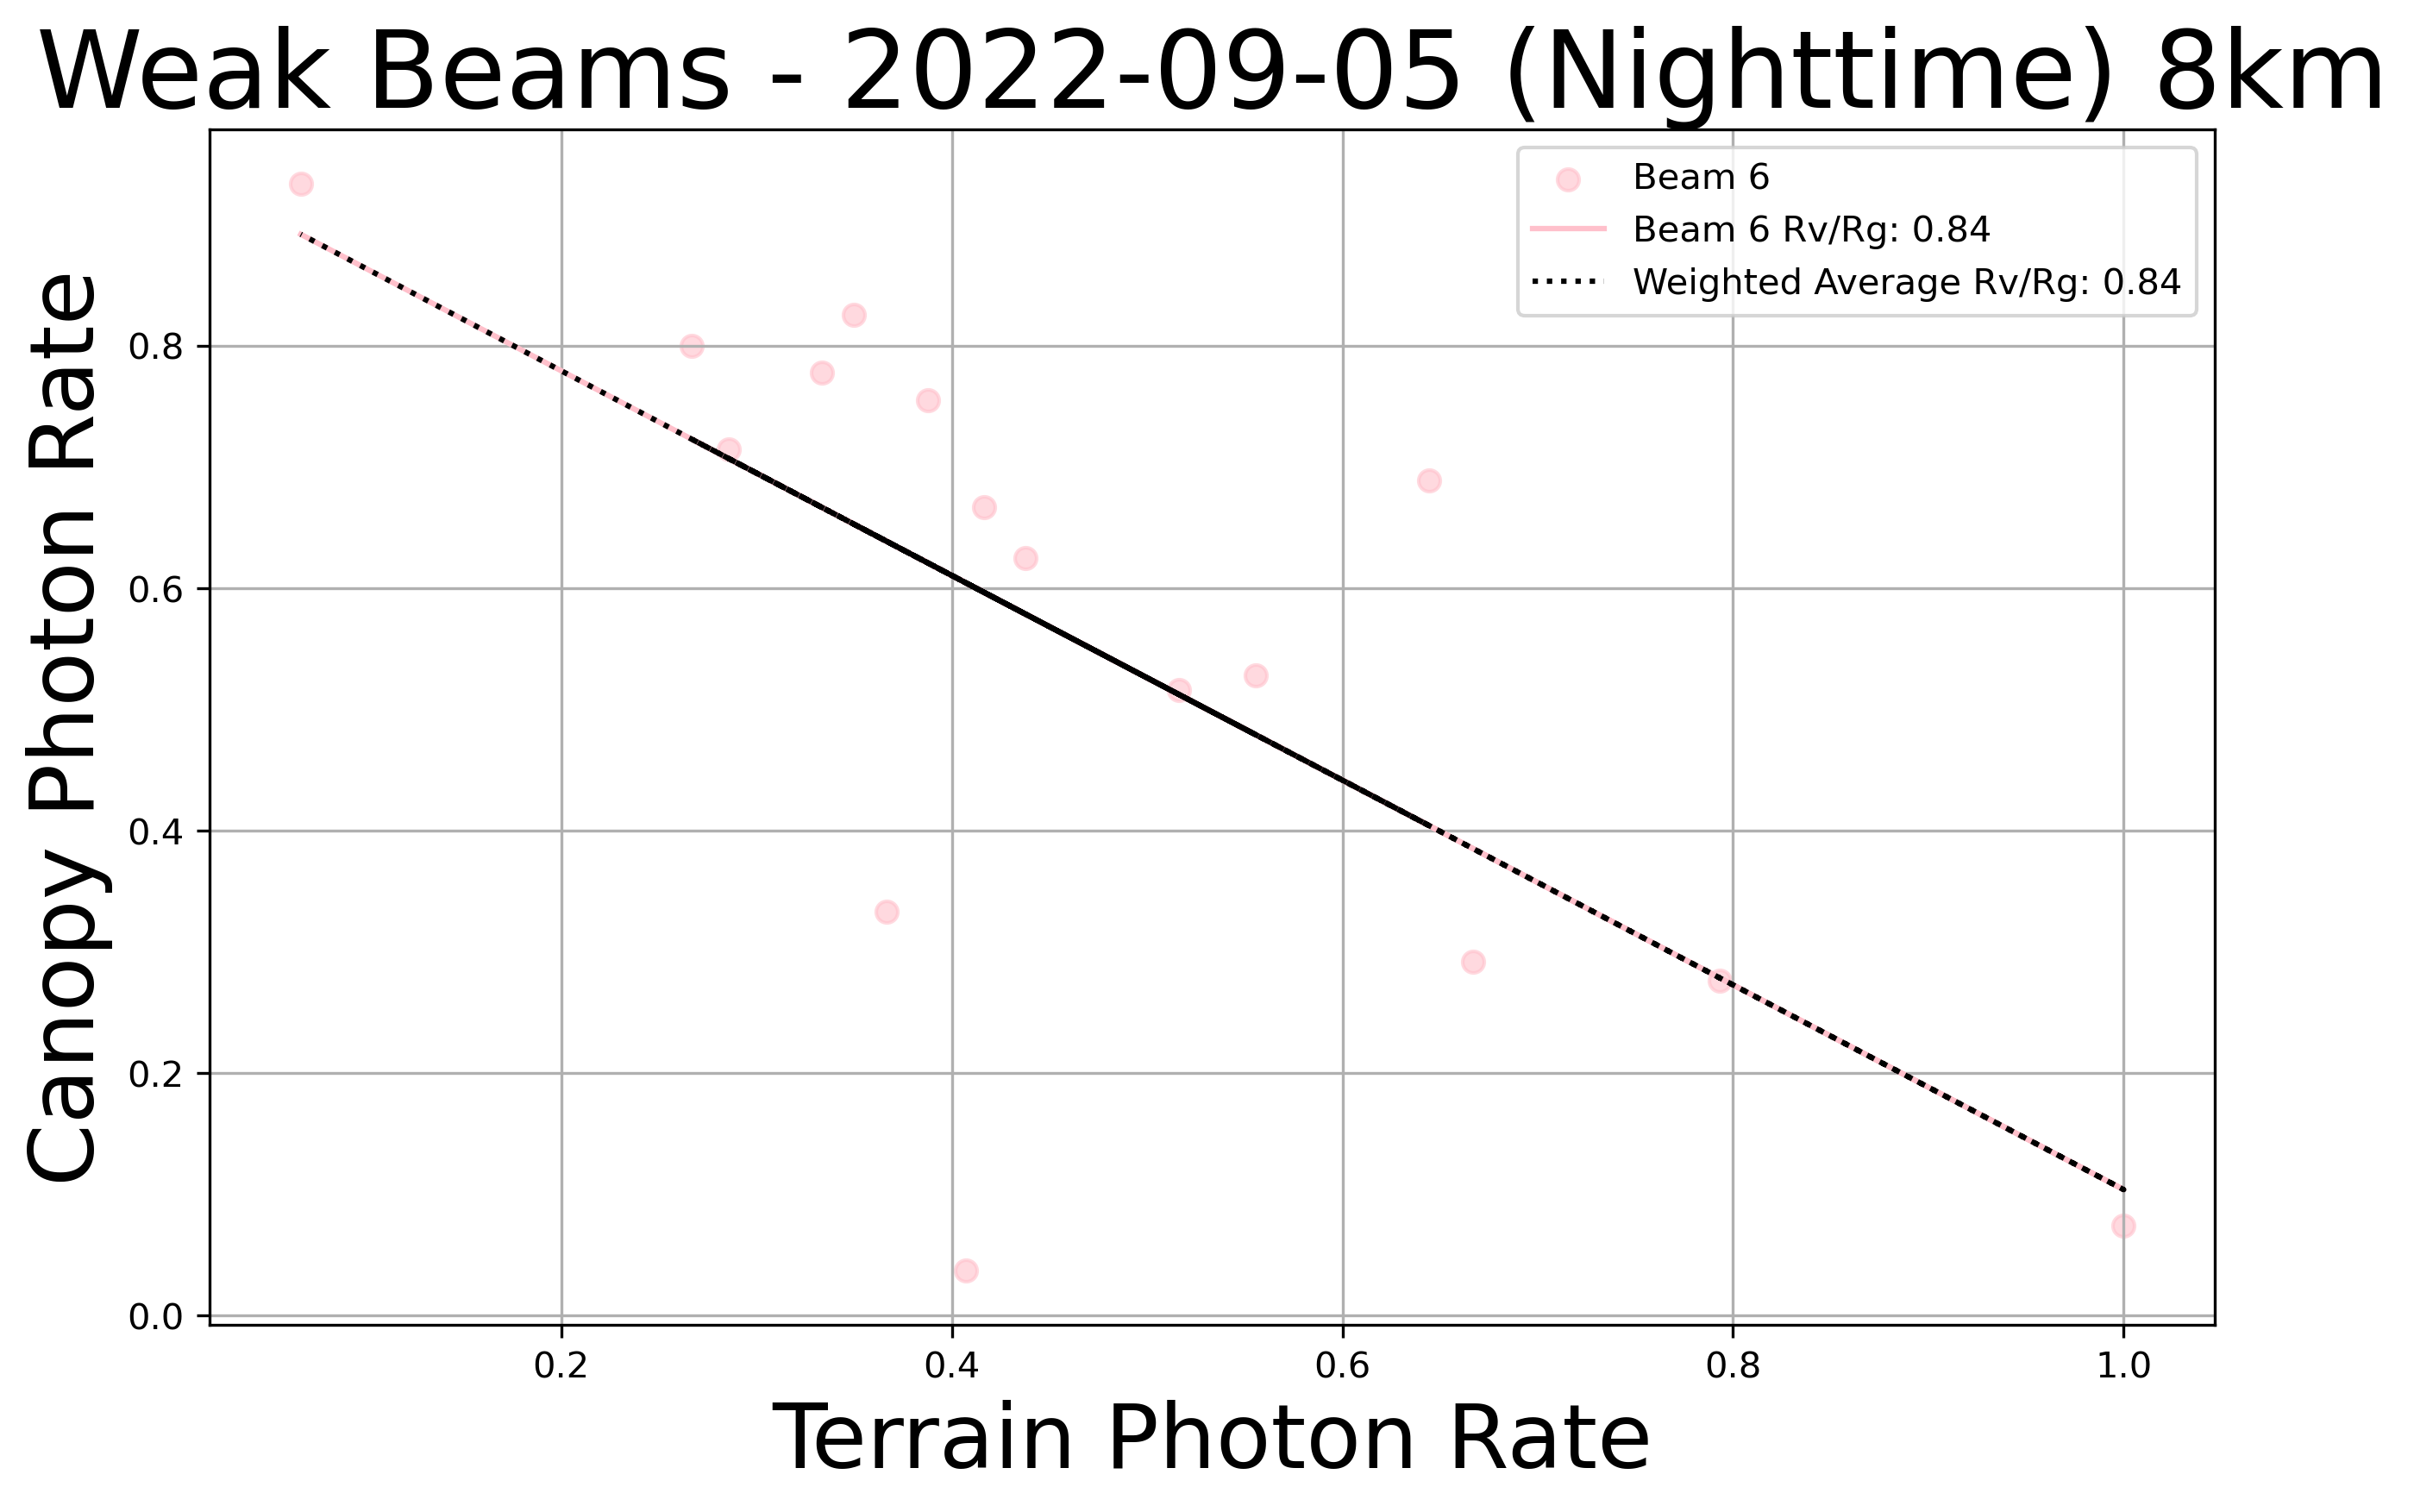 Weak Beams - 2022-09-05 (Nighttime) 8km
Beam 6
Beam 6 Rv/Rg: 0.84
Weighted Average Rv/Rg: 0.84
Canopy Photon Rate
0.8
0.6
0.4
0.2
0.0
0.2 0.4 0.6 0.8 1.0
Terrain Photon Rate